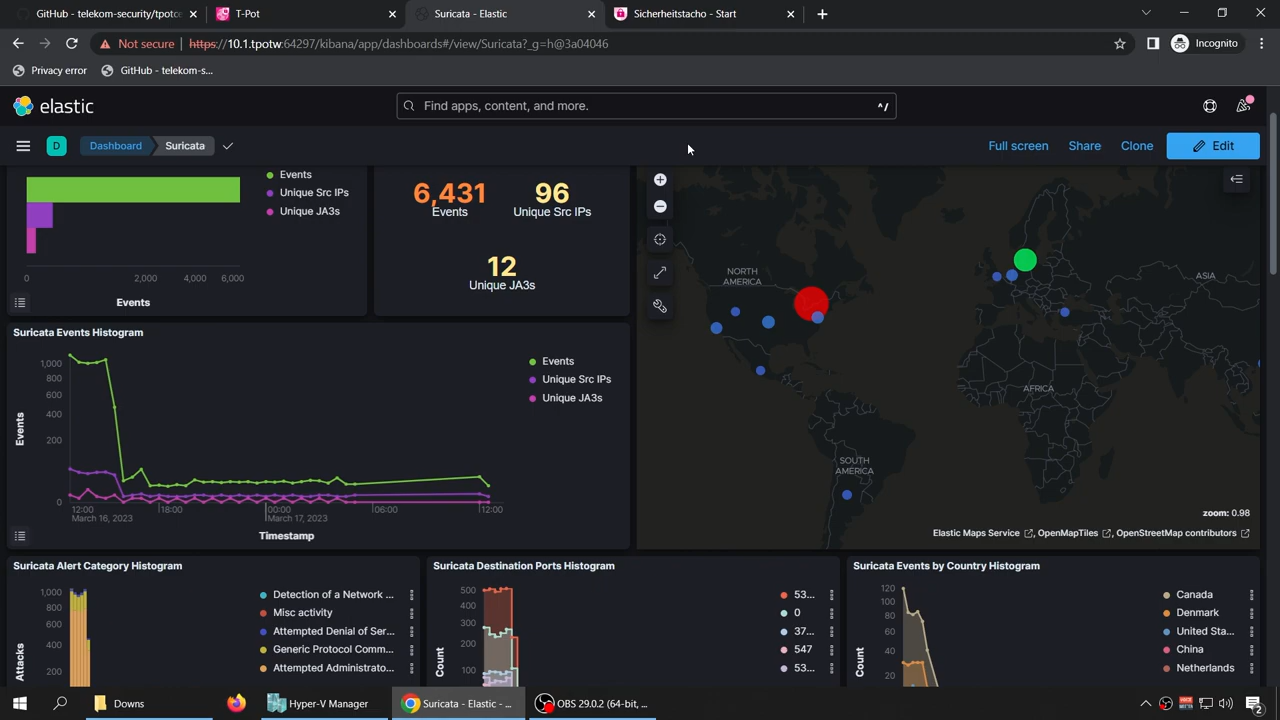 GitHub - telekom-security/tpotce
T-Pot
Suricata - Elastic
Sicherheitstacho - Start
Not secure
https://10.1.tpotw:64297/kibana/app/dashboards#/view/Suricata?_g=h@3a04046
Incognito
Privacy error
GitHub - telekom-s...
elastic
Find apps, content, and more.
^/
D
Dashboard
Suricata
Full screen
Share
Clone
Edit
Events
Unique Src IPs
Unique JA3s
0
2,000
4,000
6,000
Events
6,431
Events
96
Unique Src IPs
12
Unique JA3s
NORTH
AMERICA
ASIA
AFRICA
SOUTH
AMERICA
zoom: 0.98
Elastic Maps Service , OpenMapTiles , OpenStreetMap contributors
Suricata Events Histogram
1,000
800
600
400
200
0
Events
Events
Unique Src IPs
Unique JA3s
12:00
March 16, 2023
18:00
00:00
March 17, 2023
06:00
12:00
Timestamp
Suricata Alert Category Histogram
1,000
800
600
400
200
Attacks
Detection of a Network ...
Misc activity
Attempted Denial of Ser...
Generic Protocol Comm...
Attempted Administrato...
Suricata Destination Ports Histogram
500
400
300
200
100
Count
53...
0
37...
547
53...
Suricata Events by Country Histogram
120
100
80
60
40
20
Count
Canada
Denmark
United Sta...
China
Netherlands
Downs
Hyper-V Manager
Suricata - Elastic - ...
OBS 29.0.2 (64-bit, ...
2